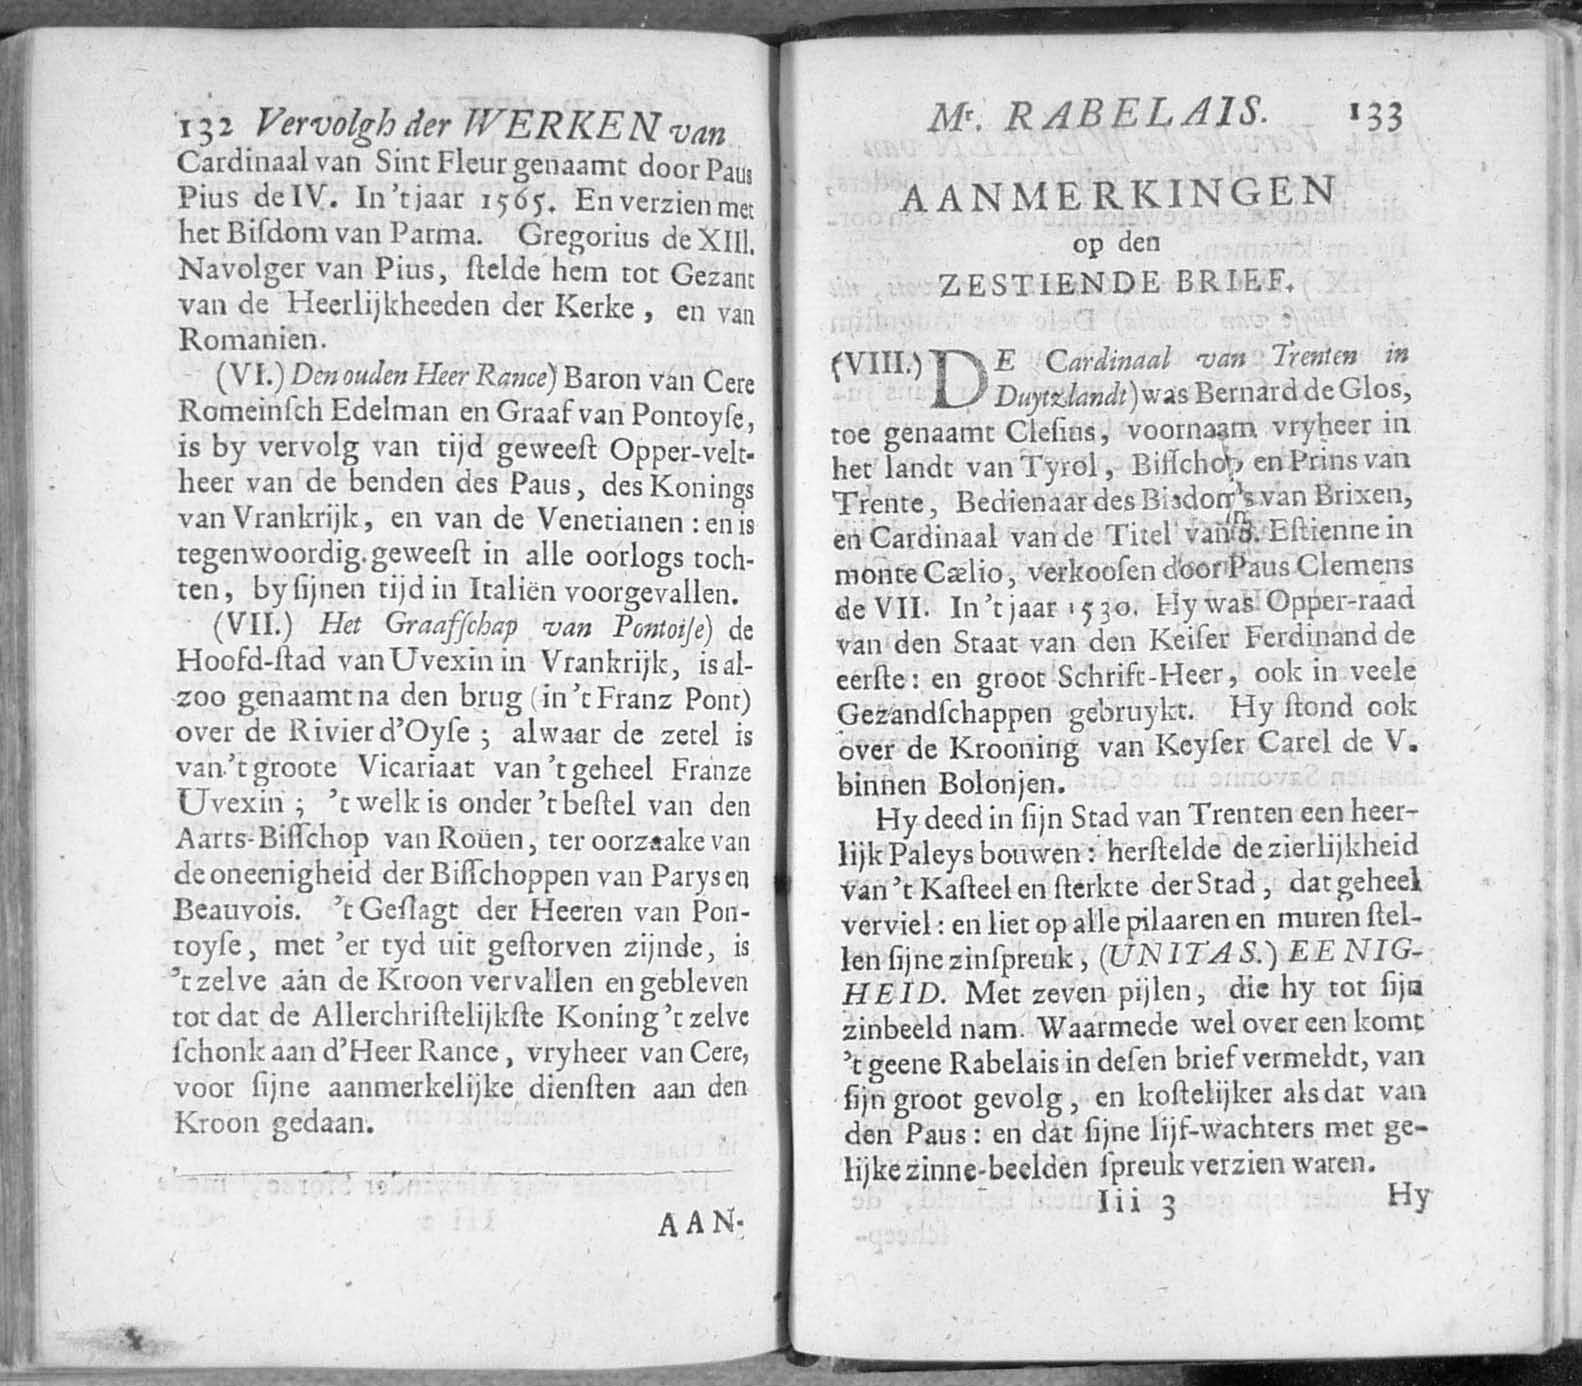 132 Vervolgh der WERKEN van
Cardinaal van Sint Fleur genaamt door Paus
Pius de IV. In 't jaar 1565. En verzien met
het Biſdom van Parma. Gregorius de XIII.
Navolger van Pius, ſtelde hem tot Gezant
van de Heerlijkheeden der Kerke, en van
Romanien.
(VI.) Den ouden Heer Rance) Baron van Cere
Romeinſch Edelman en Graaf van Pontoyſe,
is by vervolg van tijd geweeſt Opper-velt-
heer van de benden des Paus, des Konings
van Vrankrijk, en van de Venetianen: en is
tegenwoordig geweeſt in alle oorlogs toch-
ten, by ſijnen tijd in Italiën voorgevallen.
(VII.) Het Graafſchap van Pontoiſe) de
Hoofd-ſtad van Uvexin in Vrankrijk, is al-
zoo genaamt na den brug (in 't Franz Pont)
over de Rivier d'Oyſe; alwaar de zetel is
van 't groote Vicariaat van 't geheel Franze
Uvexin; 't welk is onder 't beſtel van den
Aarts-Biſſchop van Roüen, ter oorzaake van
de oneenigheid der Biſſchoppen van Parys en
Beauvois. 't Geſlagt der Heeren van Pon-
toyſe, met 'er tyd uit geſtorven zijnde, is
't zelve aan de Kroon vervallen en gebleven
tot dat de Allerchriſtelijkſte Koning 't zelve
ſchonk aan d'Heer Rance, vryheer van Cere,
voor ſijne aanmerkelijke dienſten aan den
Kroon gedaan.
AAN-
Mr. RABELAIS. 133
AANMERKINGEN
op den
ZESTIENDE BRIEF.
(VIII.) DE Cardinaal van Trenten in
Duytzlandt) was Bernard de Glos,
toe genaamt Cleſius, voornaam vryheer in
het landt van Tyrol, Biſſchop en Prins van
Trente, Bedienaar des Bisdom's van Brixen,
en Cardinaal van de Titel van S. Eſtienne in
monte Cælio, verkooſen door Paus Clemens
de VII. In 't jaar 1530. Hy was Opper-raad
van den Staat van den Keiſer Ferdinand de
eerſte: en groot Schrift-Heer, ook in veele
Gezandſchappen gebruykt. Hy ſtond ook
over de Krooning van Keyſer Carel de V.
binnen Bolonjen.
Hy deed in ſijn Stad van Trenten een heer-
lijk Paleys bouwen: herſtelde de zierlijkheid
van 't Kaſteel en ſterkte der Stad, dat geheel
verviel: en liet op alle pilaaren en muren ſtel-
len ſijne zinſpreuk, (UNITAS.) EENIG-
HEID. Met zeven pijlen, die hy tot ſijn
zinbeeld nam. Waarmede wel over een komt
't geene Rabelais in deſen brief vermeldt, van
ſijn groot gevolg, en koſtelijker als dat van
den Paus: en dat ſijne lijf-wachters met ge-
lijke zinne-beelden ſpreuk verzien waren.
Iii 3 Hy